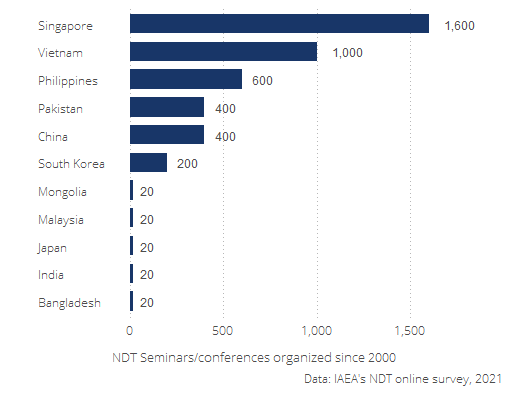 Singapore 1,600
Vietnam 1,000
Philippines 600
Pakistan 400
China 400
South Korea 200
Mongolia 20
Malaysia 20
Japan 20
India 20
Bangladesh 20
0 500 1,000 1,500
NDT Seminars/conferences organized since 2000
Data: IAEA's NDT online survey, 2021